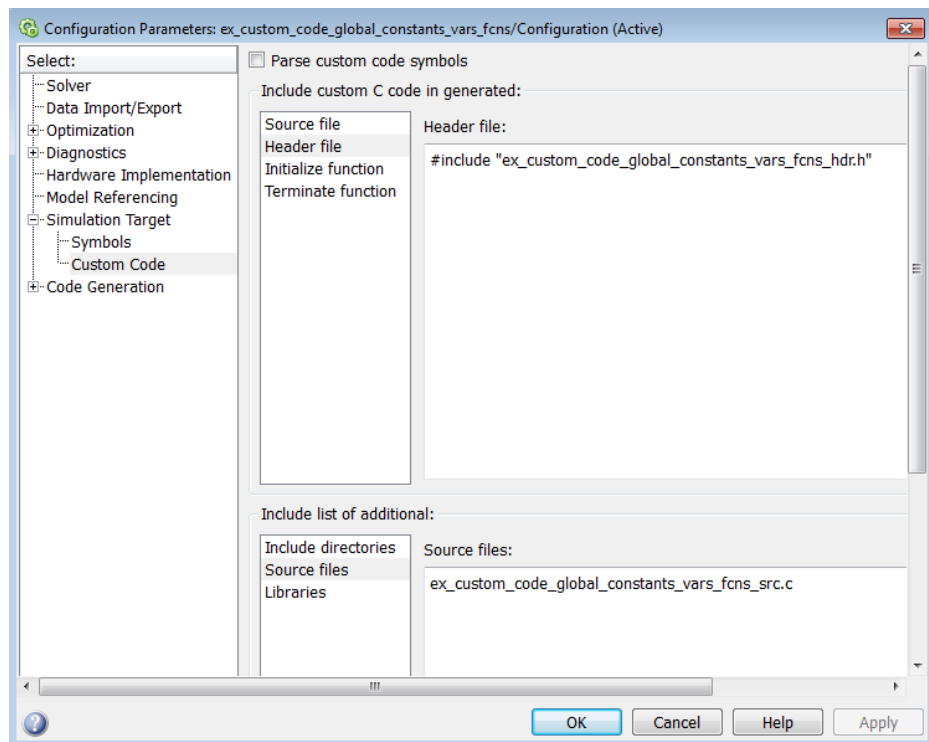 Configuration Parameters: ex_custom_code_global_constants_vars_fcns/Configuration (Active)
Select:
Solver
Data Import/Export
Optimization
Diagnostics
Hardware Implementation
Model Referencing
Simulation Target
Symbols
Custom Code
Code Generation
Parse custom code symbols
Include custom C code in generated:
Source file
Header file
Initialize function
Terminate function
Header file:
#include "ex_custom_code_global_constants_vars_fcns_hdr.h"
Include list of additional:
Include directories
Source files
Libraries
Source files:
ex_custom_code_global_constants_vars_fcns_src.c
OK
Cancel
Help
Apply